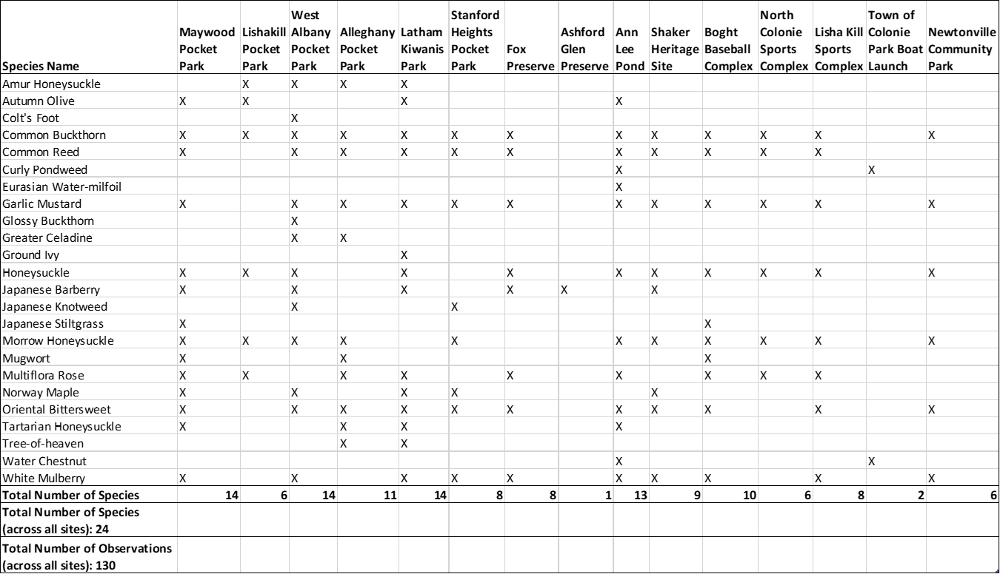 Species Name Maywood Pocket Park Lishakill Pocket Park West Albany Pocket Park Alleghany Pocket Park Latham Kiwanis Park Stanford Heights Pocket Park Fox Preserve Ashford Glen Preserve Ann Lee Pond Shaker Heritage Site Boght Baseball Complex North Colonie Sports Complex Lisha Kill Sports Complex Town of Colonie Park Boat Launch Newtonville Community Park
Amur Honeysuckle X X X X
Autumn Olive X X X X
Colt's Foot X
Common Buckthorn X X X X X X X X X X X X X
Common Reed X X X X X X X X X X X
Curly Pondweed X X
Eurasian Water-milfoil X
Garlic Mustard X X X X X X X X X X X X
Glossy Buckthorn X
Greater Celadine X X
Ground Ivy X
Honeysuckle X X X X X X X X X X X
Japanese Barberry X X X X X X
Japanese Knotweed X X
Japanese Stiltgrass X X
Morrow Honeysuckle X X X X X X X X X X X
Mugwort X X X
Multiflora Rose X X X X X X X X X
Norway Maple X X X X X
Oriental Bittersweet X X X X X X X X X X X
Tartarian Honeysuckle X X X X
Tree-of-heaven X X
Water Chestnut X X
White Mulberry X X X X X X X X X X
Total Number of Species 14 6 14 11 14 8 8 1 13 9 10 6 8 2 6
Total Number of Species
(across all sites): 24
Total Number of Observations
(across all sites): 130